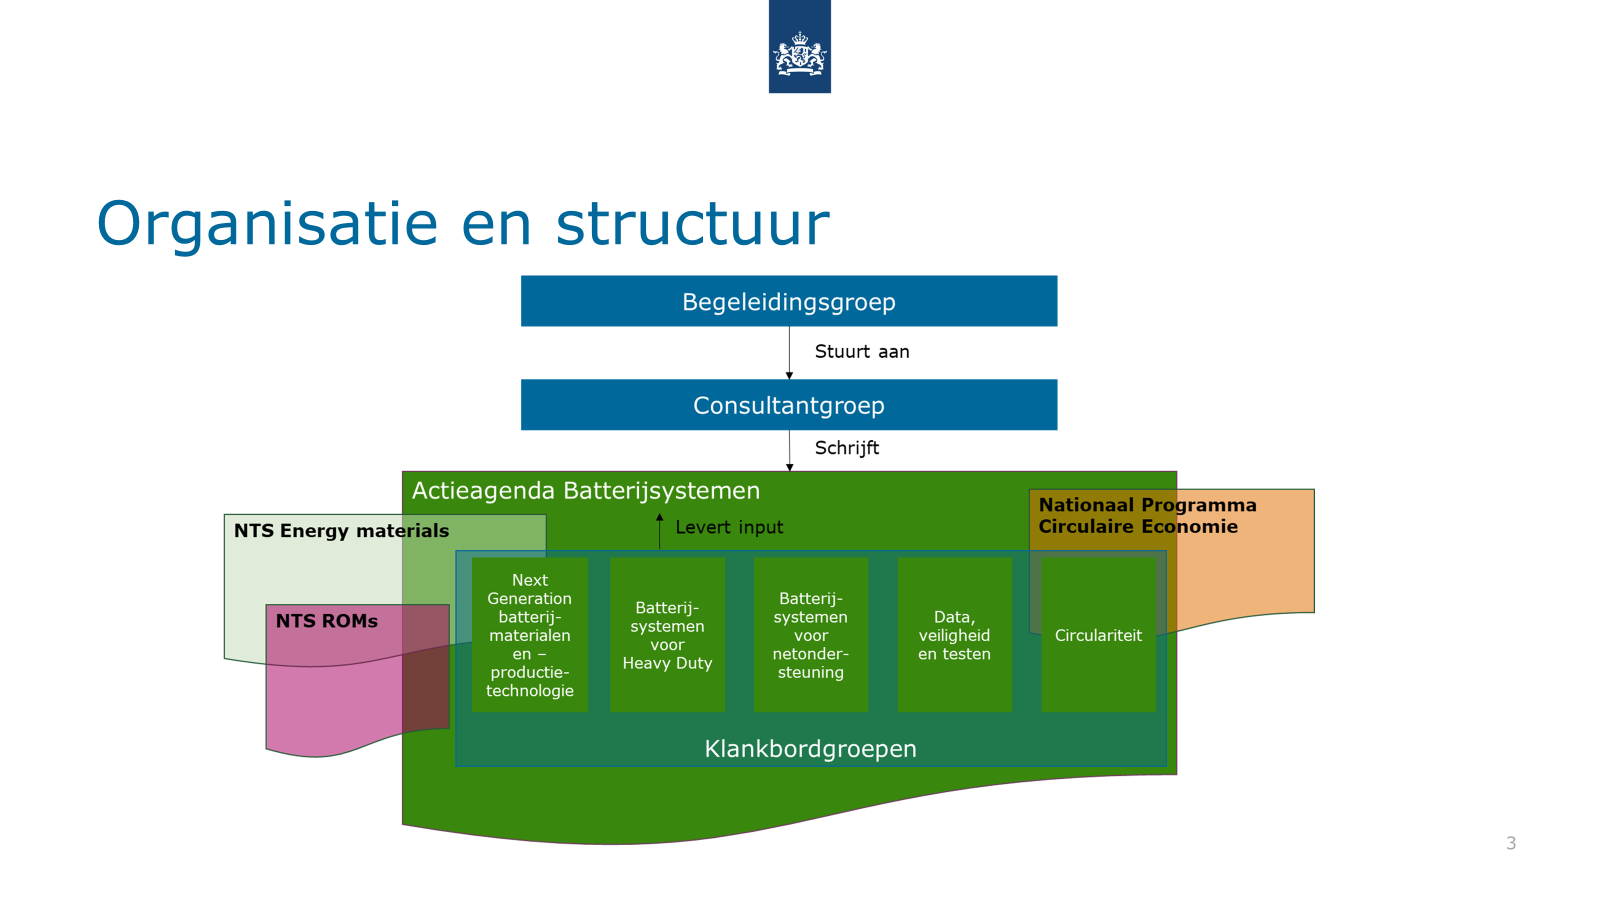 Organisatie en structuur
Begeleidingsgroep
Stuurt aan
Consultantgroep
Schrijft
Actieagenda Batterijsystemen
Levert input
NTS Energy materials
NTS ROMs
Nationaal Programma
Circulaire Economie
Next
Generation
batterij-
materialen
en –
productie-
technologie
Batterij-
systemen
voor
Heavy Duty
Batterij-
systemen
voor
netonder-
steuning
Data,
veiligheid
en testen
Circulariteit
Klankbordgroepen
3